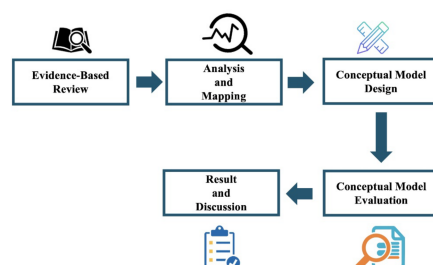 Evidence-Based
Review
Analysis
and
Mapping
Conceptual Model
Design
Result
and
Discussion
Conceptual Model
Evaluation